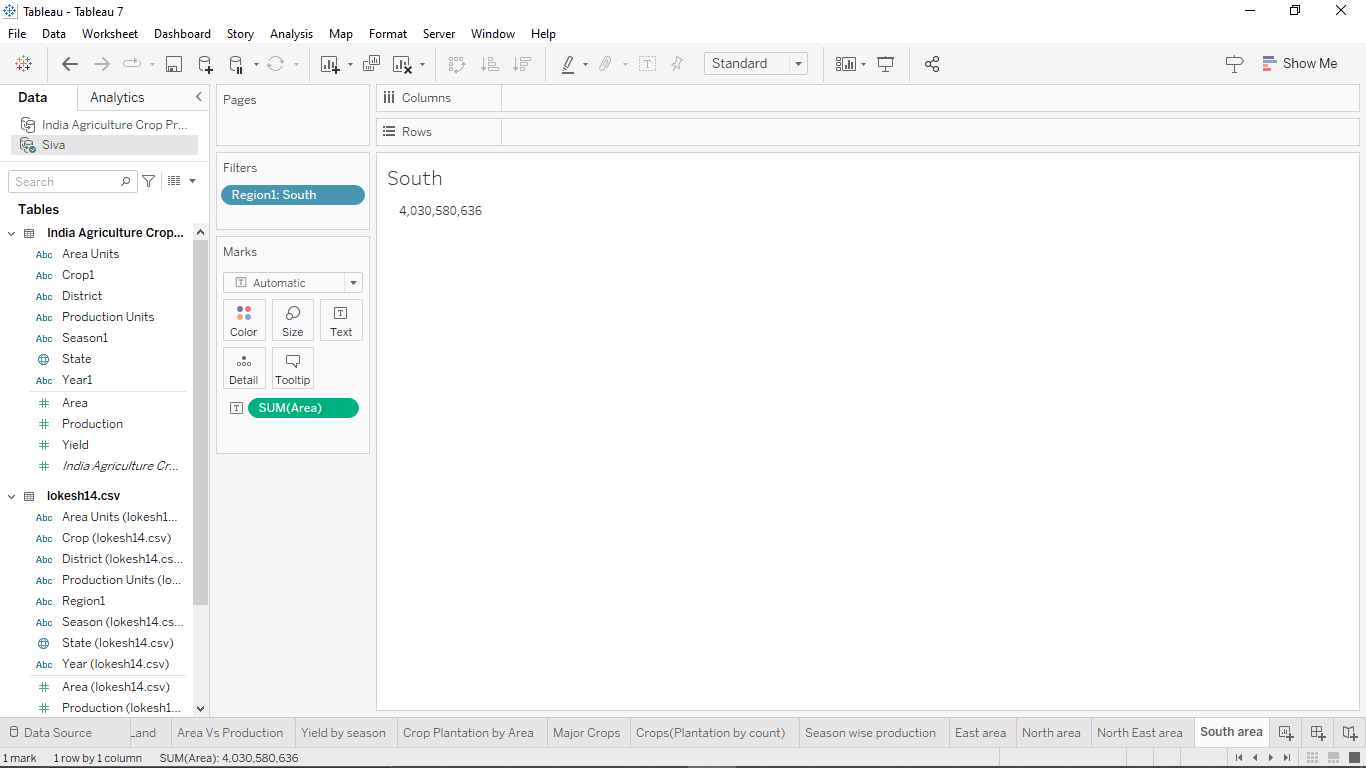 Tableau - Tableau 7
File Data Worksheet Dashboard Story Analysis Map Format Server Window Help
Standard
Show Me
Data Analytics
India Agriculture Crop Pr...
Siva
Search
Tables
India Agriculture Crop...
Abc Area Units
Abc Crop1
Abc District
Abc Production Units
Abc Season1
State
Abc Year1
Area
Production
Yield
India Agriculture Cr...
lokesh14.csv
Abc Area Units (lokesh1...
Abc Crop (lokesh14.csv)
Abc District (lokesh14.cs...
Abc Production Units (lo...
Abc Region1
Abc Season (lokesh14.cs...
State (lokesh14.csv)
Abc Year (lokesh14.csv)
Area (lokesh14.csv)
Production (lokesh1...
Pages
Filters
Region1: South
Marks
T Automatic
Color Size T Text
Detail Tooltip
T SUM(Area)
Columns
Rows
South
4,030,580,636
Data Source Land Area Vs Production Yield by season Crop Plantation by Area Major Crops Crops(Plantation by count) Season wise production East area North area North East area South area
1 mark 1 row by 1 column SUM(Area): 4,030,580,636